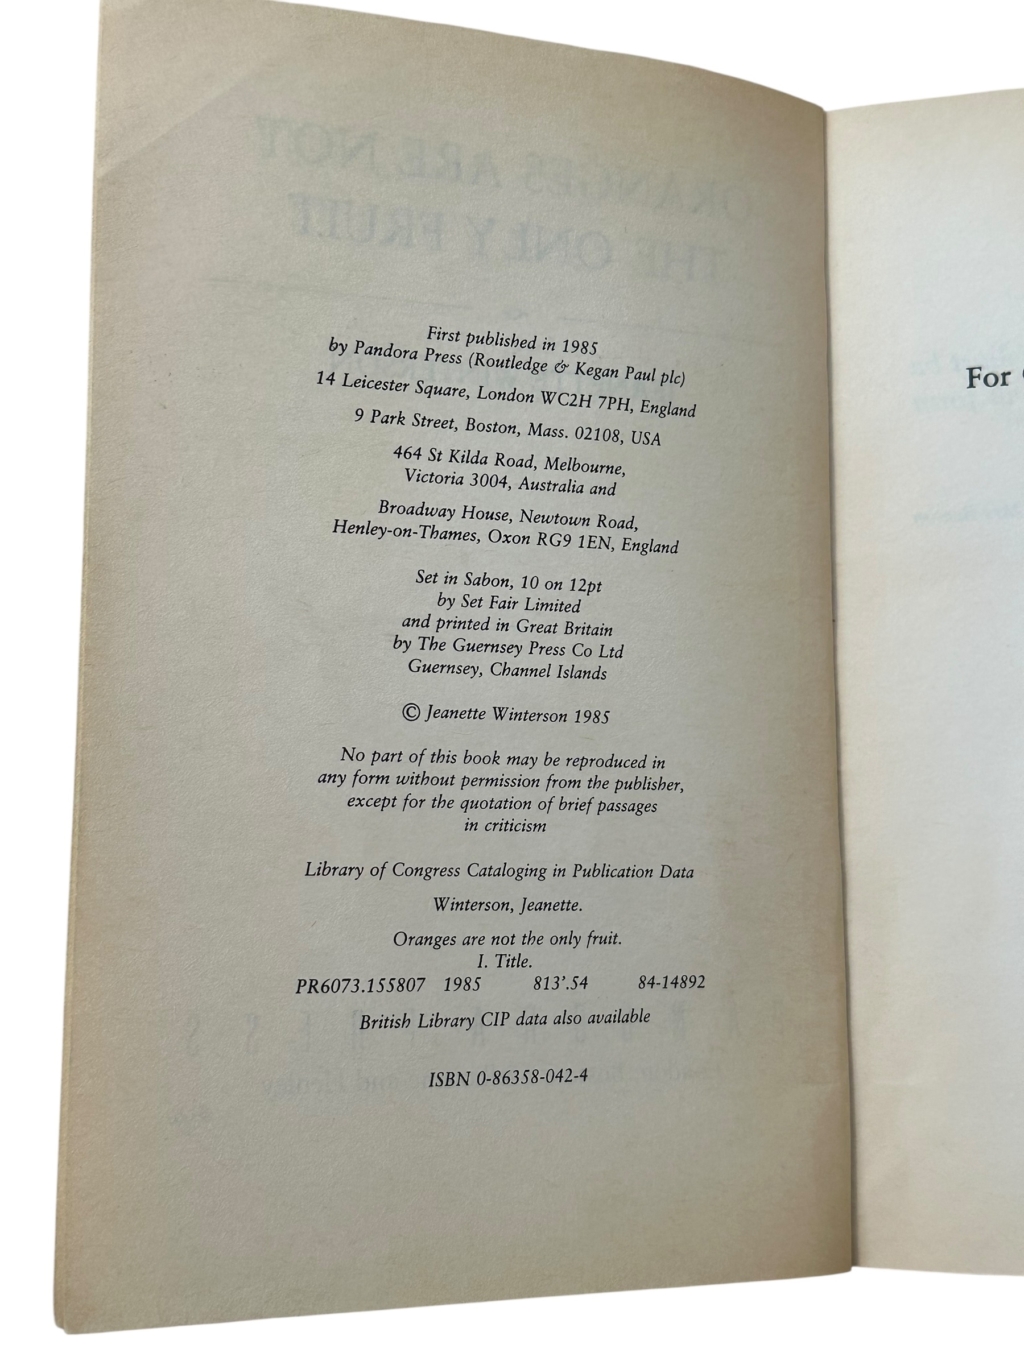 First published in 1985
by Pandora Press (Routledge & Kegan Paul plc)
14 Leicester Square, London WC2H 7PH, England
9 Park Street, Boston, Mass. 02108, USA
464 St Kilda Road, Melbourne,
Victoria 3004, Australia and
Broadway House, Newtown Road,
Henley-on-Thames, Oxon RG9 1EN, England
Set in Sabon, 10 on 12pt
by Set Fair Limited
and printed in Great Britain
by The Guernsey Press Co Ltd
Guernsey, Channel Islands
© Jeanette Winterson 1985
No part of this book may be reproduced in
any form without permission from the publisher,
except for the quotation of brief passages
in criticism
Library of Congress Cataloging in Publication Data
Winterson, Jeanette.
Oranges are not the only fruit.
I. Title.
PR6073.155807 1985 813'.54 84-14892
British Library CIP data also available
ISBN 0-86358-042-4
For